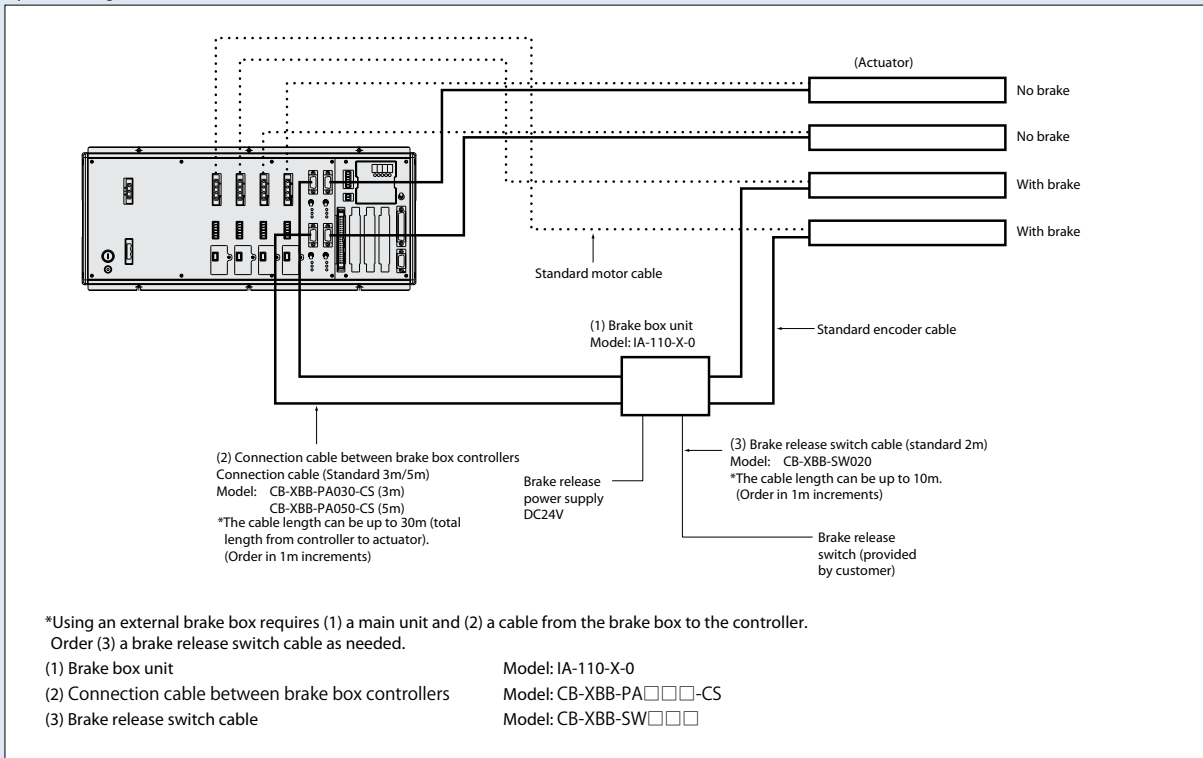 (Actuator)
No brake
No brake
With brake
With brake
Standard motor cable
Standard encoder cable
(1) Brake box unit
Model: IA-110-X-0
(2) Connection cable between brake box controllers
Connection cable (Standard 3m/5m)
Model: CB-XBB-PA030-CS (3m)
CB-XBB-PA050-CS (5m)
*The cable length can be up to 30m (total
length from controller to actuator).
(Order in 1m increments)
Brake release
power supply
DC24V
(3) Brake release switch cable (standard 2m)
Model: CB-XBB-SW020
*The cable length can be up to 10m.
(Order in 1m increments)
Brake release
switch (provided
by customer)
*Using an external brake box requires (1) a main unit and (2) a cable from the brake box to the controller.
Order (3) a brake release switch cable as needed.
(1) Brake box unit Model: IA-110-X-0
(2) Connection cable between brake box controllers Model: CB-XBB-PA□□□-CS
(3) Brake release switch cable Model: CB-XBB-SW□□□